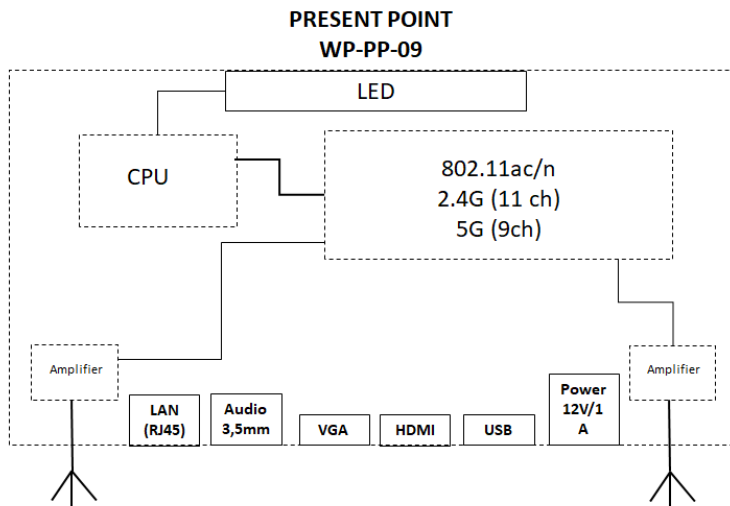 PRESENT POINT
WP-PP-09
LED
CPU
802.11ac/n
2.4G (11 ch)
5G (9ch)
Amplifier
Amplifier
LAN
(RJ45)
Audio
3,5mm
VGA
HDMI
USB
Power
12V/1
A